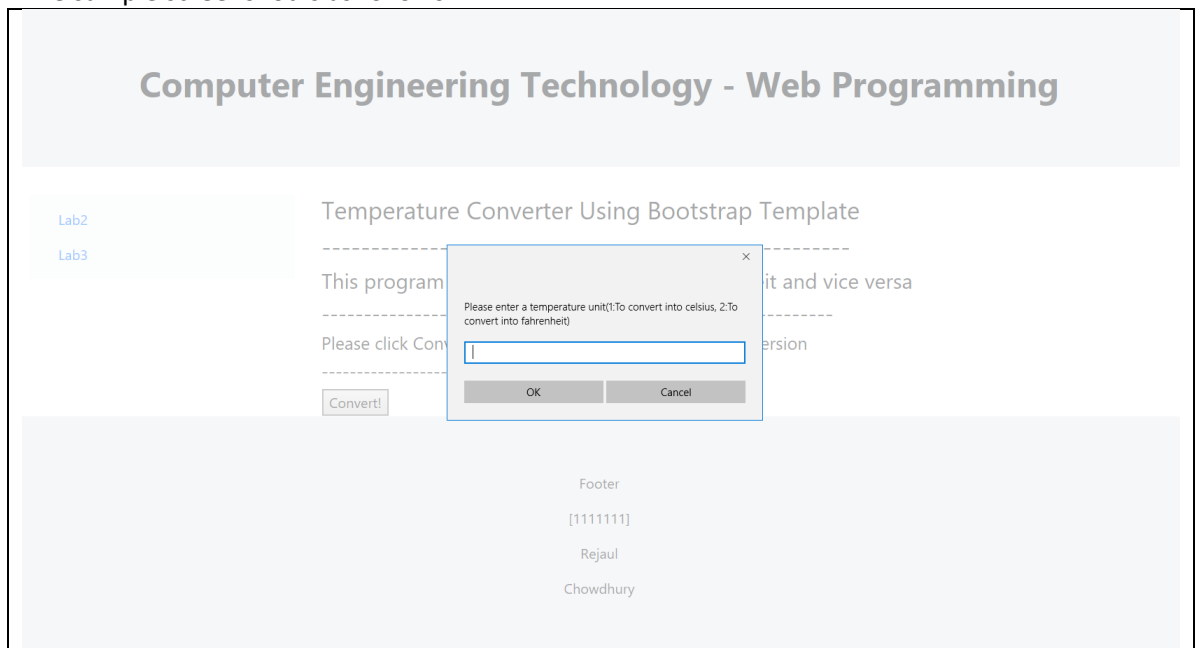 Computer Engineering Technology - Web Programming
Lab2
Lab3
Temperature Converter Using Bootstrap Template
This program
it and vice versa
Please click Conv
ersion
Convert!
×
Please enter a temperature unit(1:To convert into celsius, 2:To
convert into fahrenheit)
OK
Cancel
Footer
[1111111]
Rejaul
Chowdhury